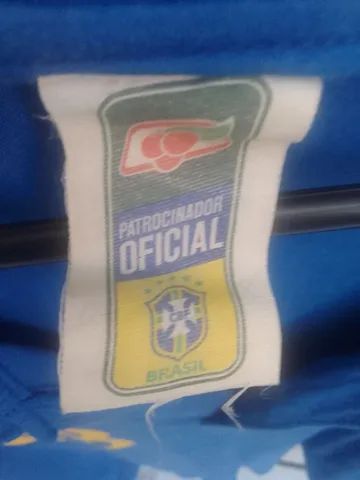 PATROCINADOR
OFICIAL
CBF
BRASIL